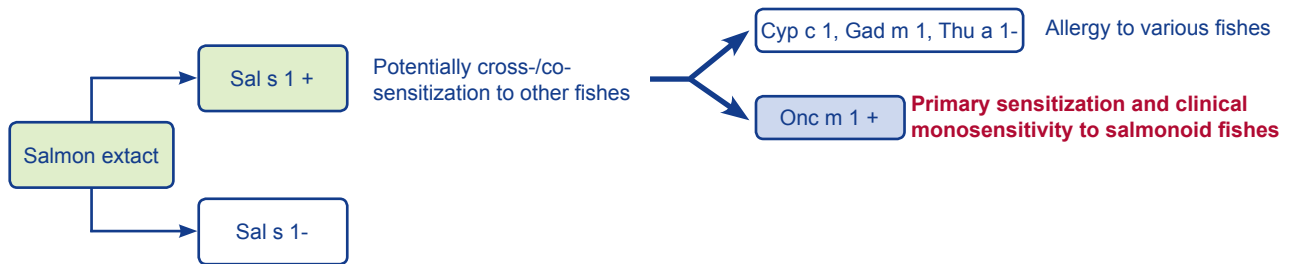 Cyp c 1, Gad m 1, Thu a 1-
Allergy to various fishes
Sal s 1 +
Potentially cross-/co-
sensitization to other fishes
Onc m 1 +
Primary sensitization and clinical
monosensitivity to salmonoid fishes
Salmon extact
Sal s 1-